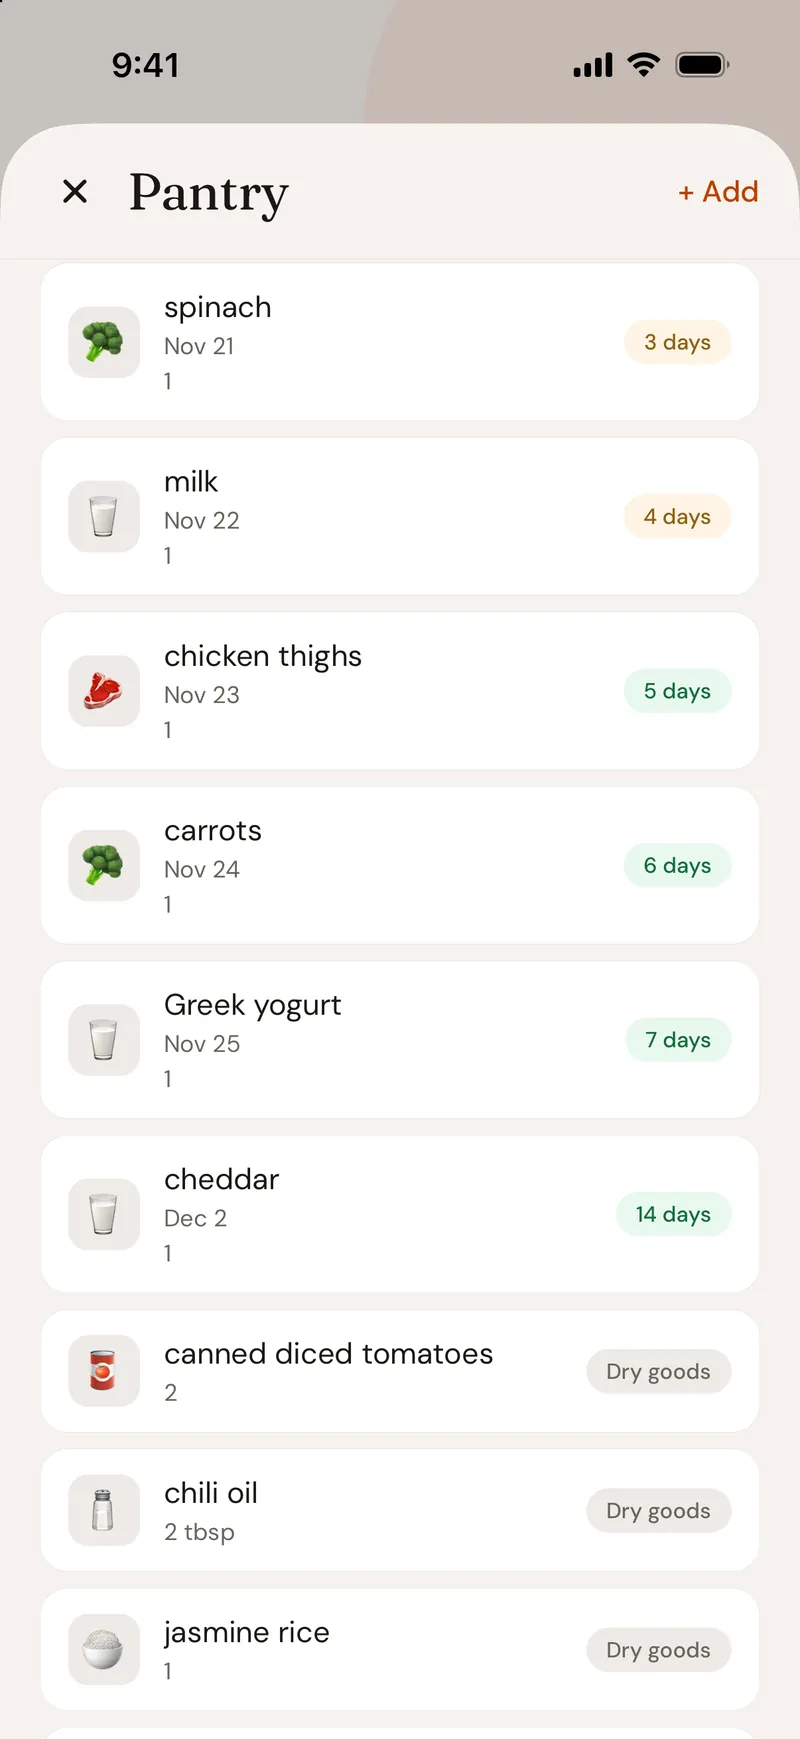 9:41
Pantry
+ Add
spinach
Nov 21
1
3 days
milk
Nov 22
1
4 days
chicken thighs
Nov 23
1
5 days
carrots
Nov 24
1
6 days
Greek yogurt
Nov 25
1
7 days
cheddar
Dec 2
1
14 days
canned diced tomatoes
2
Dry goods
chili oil
2 tbsp
Dry goods
jasmine rice
1
Dry goods